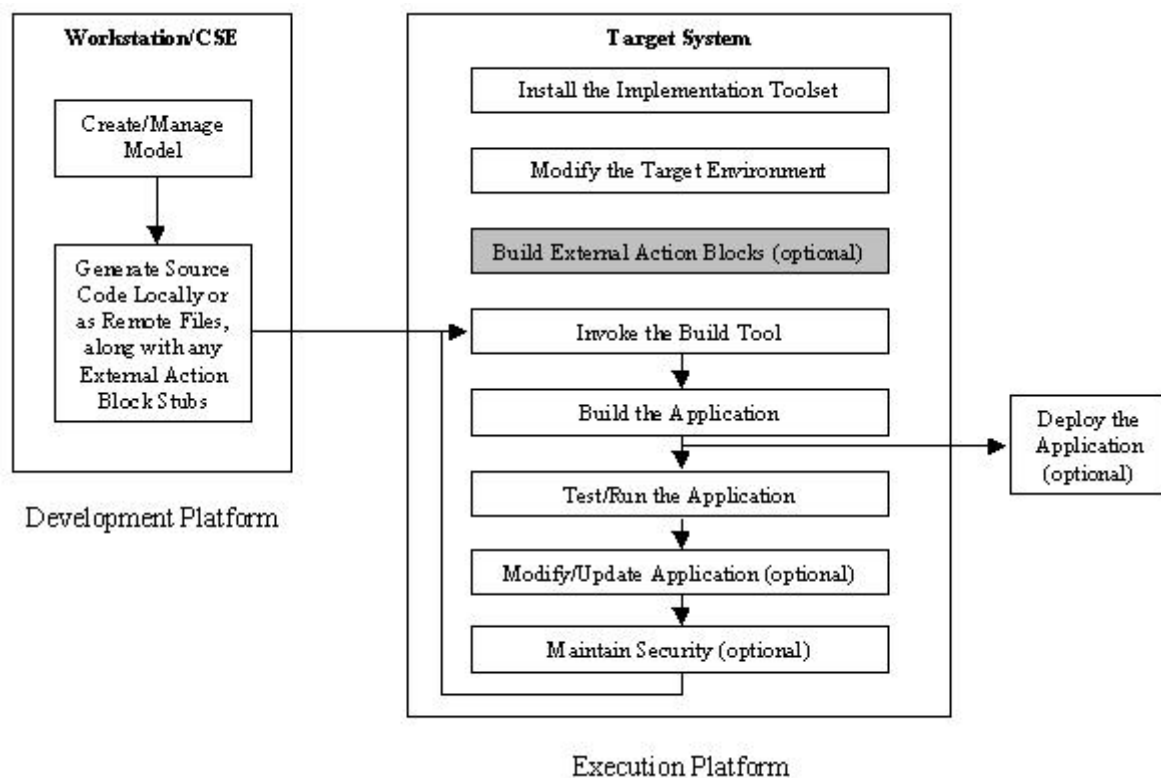 Workstation/CSE
Create/Manage
Model
Generate Source
Code Locally or
as Remote Files,
along with any
External Action
Block Stubs
Development Platform
Target System
Install the Implementation Toolset
Modify the Target Environment
Build External Action Blocks (optional)
Invoke the Build Tool
Build the Application
Test/Run the Application
Modify/Update Application (optional)
Maintain Security (optional)
Execution Platform
Deploy the
Application
(optional)